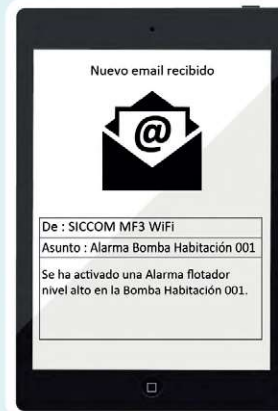 Nuevo email recibido
@
De : SICCOM MF3 WiFi
Asunto : Alarma Bomba Habitación 001
Se ha activado una Alarma flotador
nivel alto en la Bomba Habitación 001.